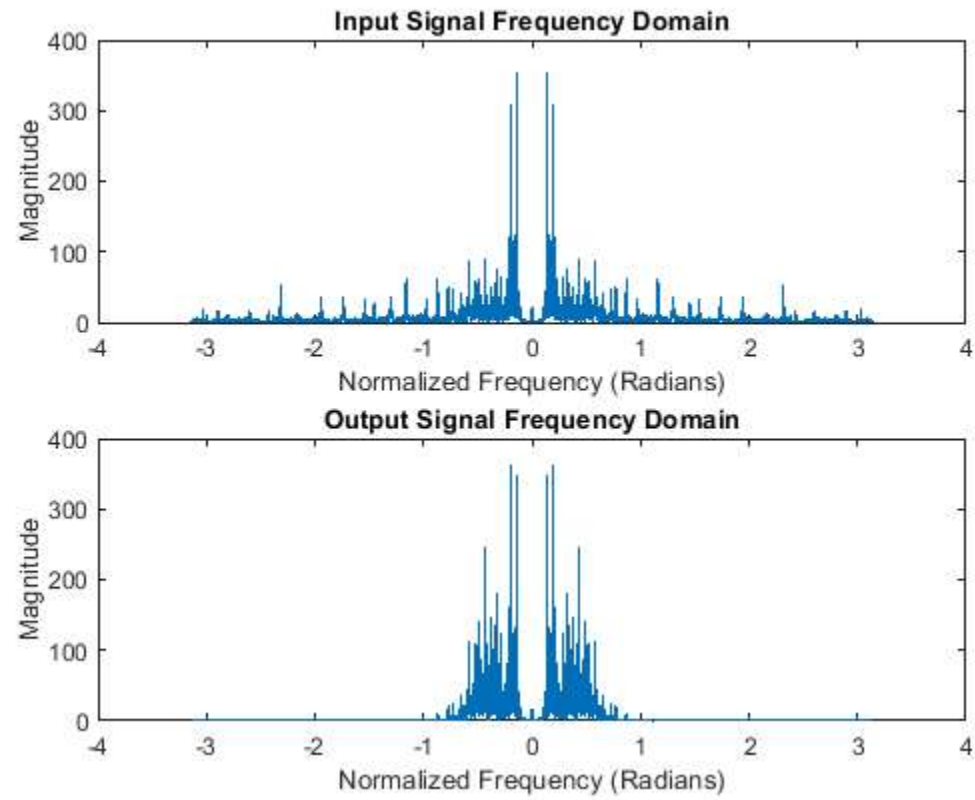 Input Signal Frequency Domain
400
300
200
100
0
Magnitude
-4 -3 -2 -1 0 1 2 3 4
Normalized Frequency (Radians)
Output Signal Frequency Domain
400
300
200
100
0
Magnitude
-4 -3 -2 -1 0 1 2 3 4
Normalized Frequency (Radians)